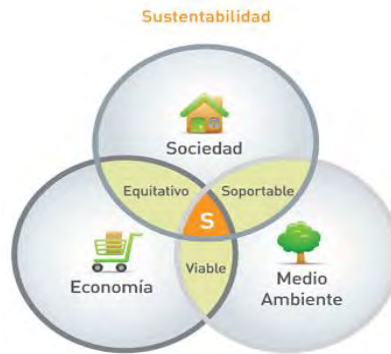 Sustentabilidad
Sociedad
Equitativo
Soportable
S
Viable
Economía
Medio
Ambiente